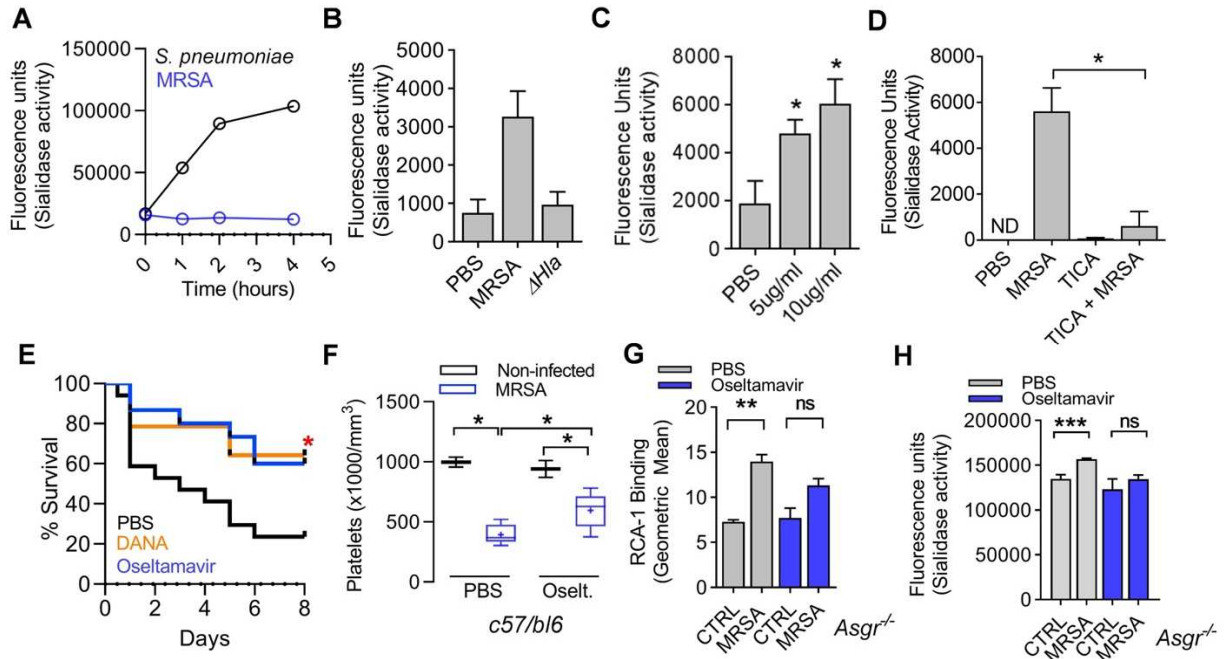 A
Fluorescence units
(Sialidase activity)
150000
100000
50000
0
S. pneumoniae
MRSA
0 1 2 3 4 5
Time (hours)
B
Fluorescence units
(Sialidase activity)
5000
4000
3000
2000
1000
0
PBS
MRSA
ΔHla
C
Fluorescence Units
(Sialidase activity)
8000
6000
4000
2000
0
*
*
PBS
5ug/ml
10ug/ml
D
Fluorescence Units
(Sialidase Activity)
8000
6000
4000
2000
0
*
ND
PBS
MRSA
TICA
TICA + MRSA
E
% Survival
100
80
60
40
20
0
*
PBS
DANA
Oseltamavir
0 2 4 6 8
Days
F
Non-infected
MRSA
Platelets (x1000/mm³)
1500
1000
500
0
* * *
PBS Oselt.
c57/bl6
G
PBS
Oseltamavir
RCA-1 Binding
(Geometric Mean)
20
15
10
5
0
** ns
CTRL
MRSA
CTRL
MRSA
Asgr⁻/⁻
H
PBS
Oseltamavir
Fluorescence units
(Sialidase activity)
200000
150000
100000
50000
0
*** ns
CTRL
MRSA
CTRL
MRSA
Asgr⁻/⁻